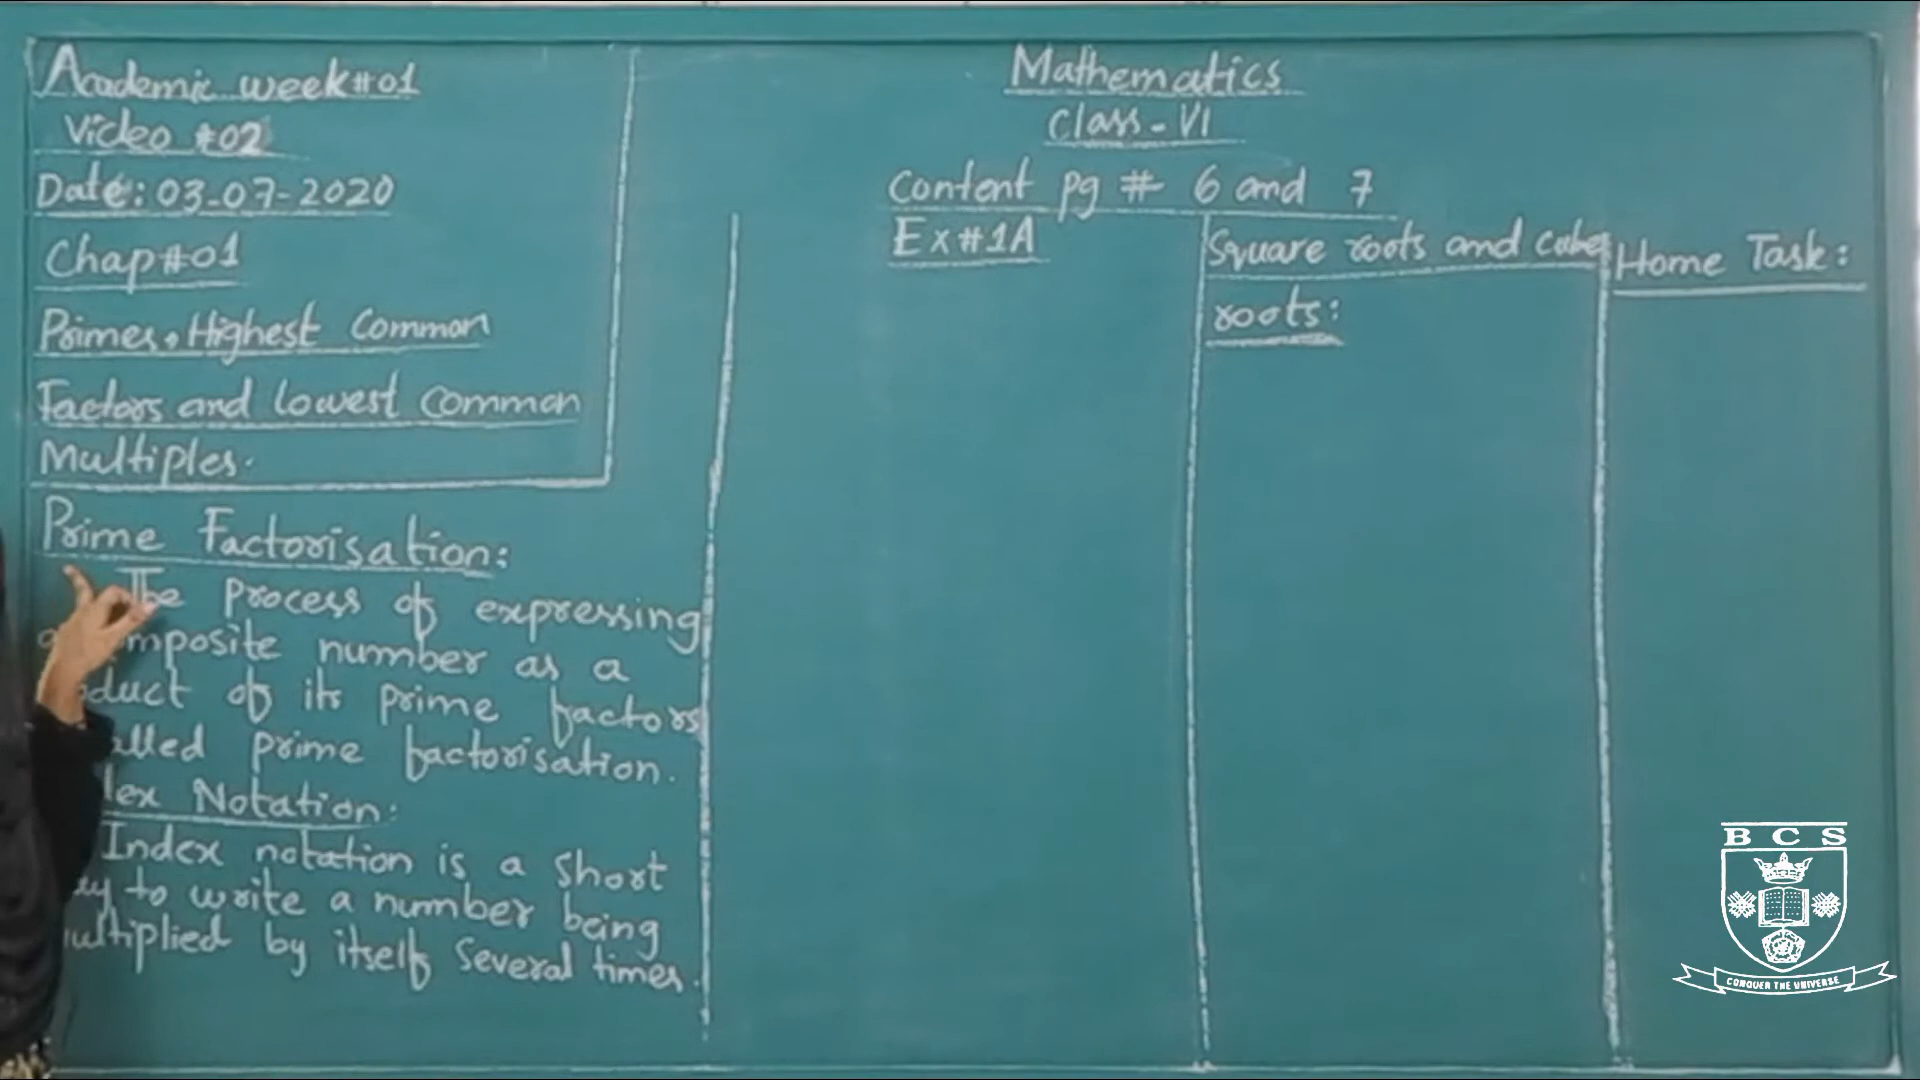 Academic week#01
Video #02
Date: 03-07-2020
Chap#01
Primes, Highest Common
Factors and lowest common
Multiples.
Prime Factorisation:
The process of expressing
mposite number as a
duct of its prime factors
alled prime factorisation.
lex Notation:
Index notation is a short
ay to write a number being
ultiplied by itself several times.
Mathematics
Class-VI
Content pg # 6 and 7
Ex#1A
Square roots and cube
roots:
Home Task:
BCS
CONQUER THE UNIVERSE